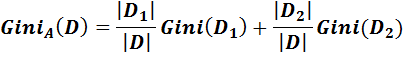 Gini_A(D) = |D_1|/|D| Gini(D_1) + |D_2|/|D| Gini(D_2)